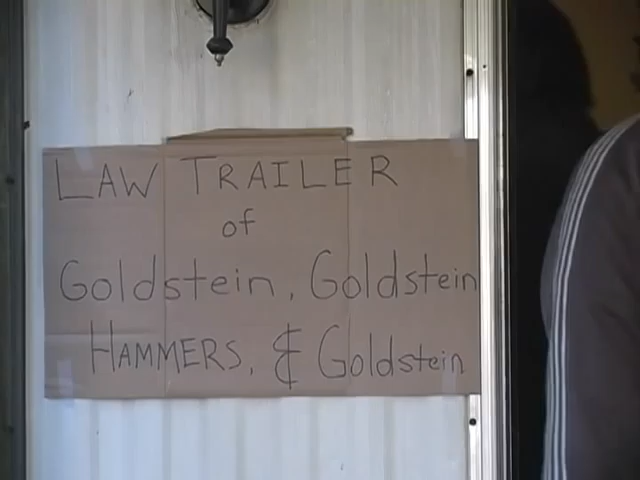 LAW TRAILER
of
Goldstein, Goldstein
HAMMERS, & Goldstein